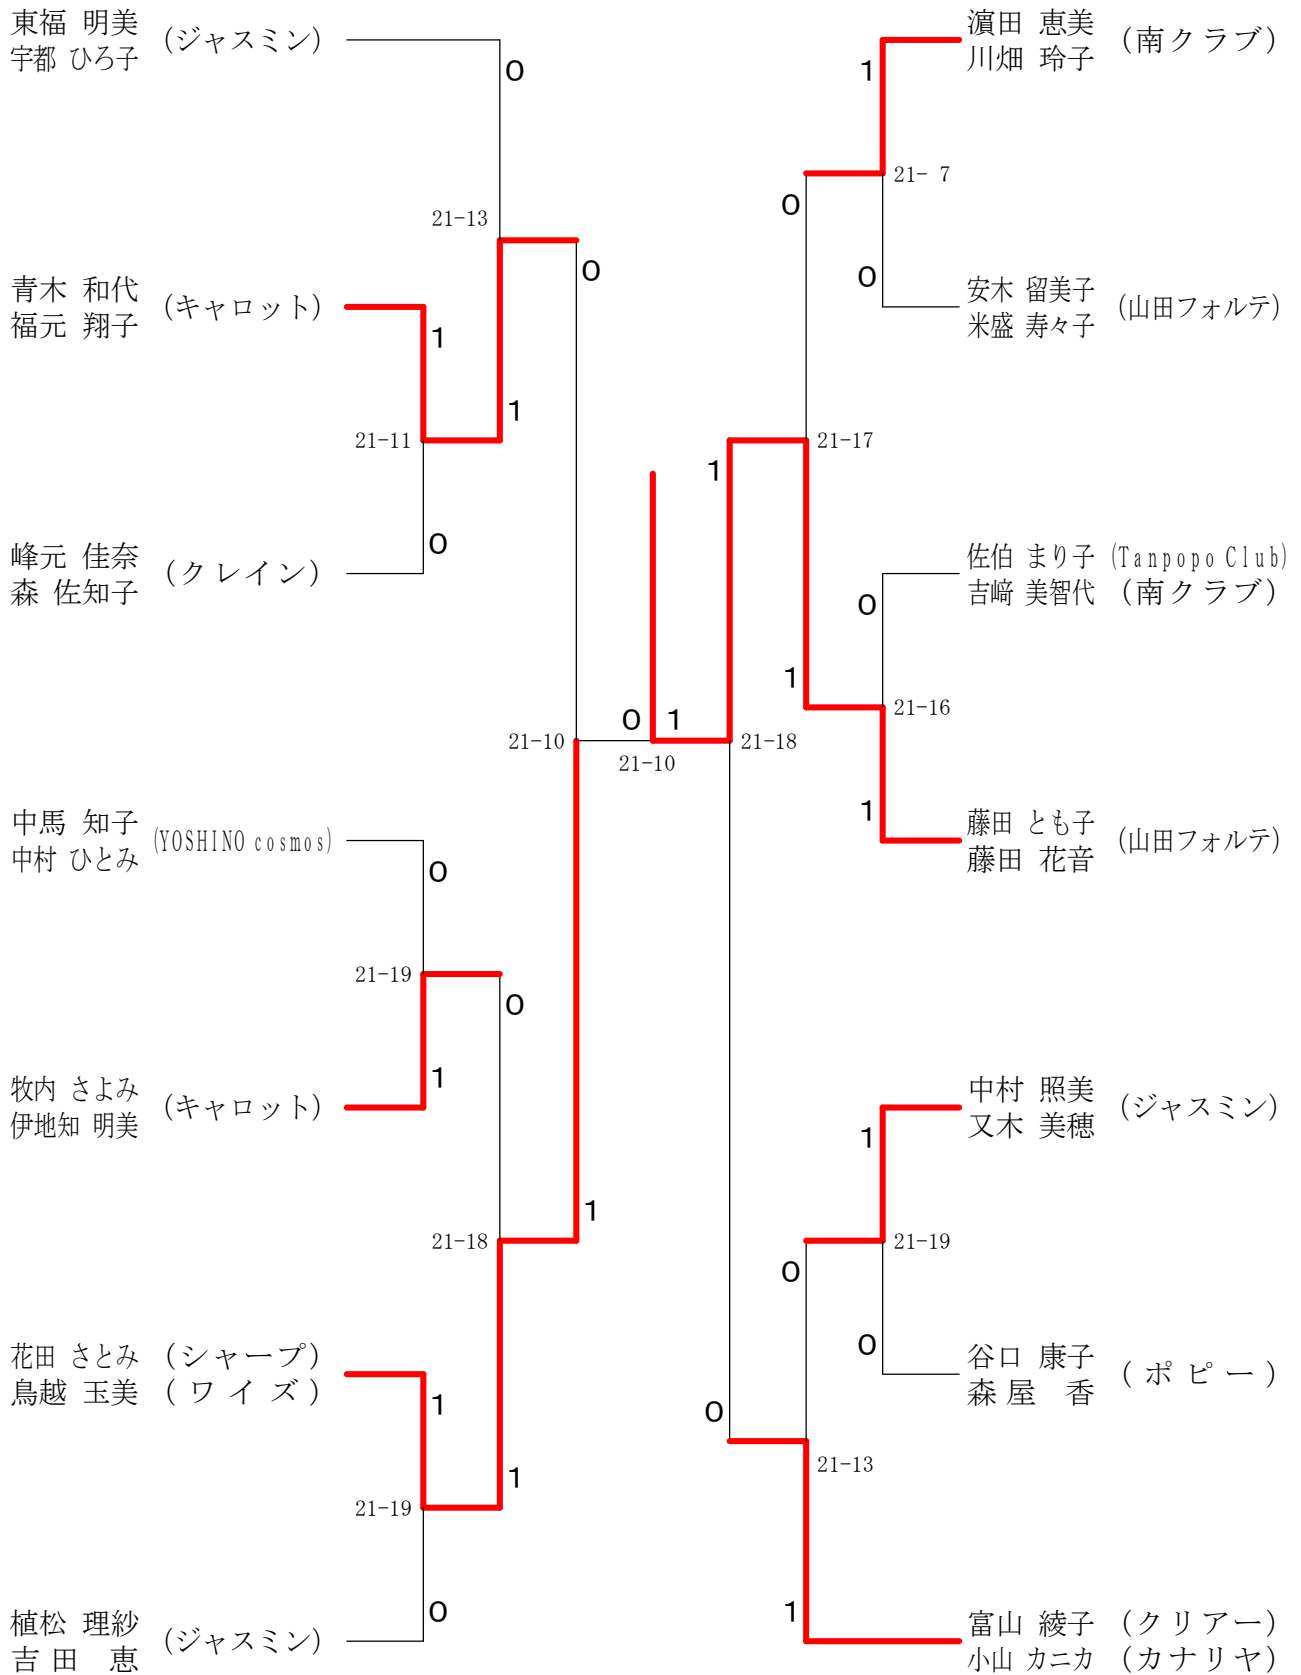 東福 明美 (ジャスミン)
宇都 ひろ子
0
21-13
0
青木 和代 (キャロット)
福元 翔子
1
1
21-11
0
峰元 佳奈 (クレイン)
森 佐知子
21-10
中馬 知子 (YOSHINO cosmos)
中村 ひとみ
0
21-19
0
牧内 さよみ (キャロット)
伊地知 明美
1
1
21-18
花田 さとみ (シャープ)
鳥越 玉美 (ワイズ)
1
1
21-19
0
植松 理紗 (ジャスミン)
吉田 恵
0 1
21-10
濵田 恵美 (南クラブ)
川畑 玲子
1
21- 7
0
0
安木 留美子 (山田フォルテ)
米盛 寿々子
21-17
1
佐伯 まり子 (Tanpopo Club)
吉﨑 美智代 (南クラブ)
0
1
21-16
21-18
1
藤田 とも子 (山田フォルテ)
藤田 花音
中村 照美 (ジャスミン)
又木 美穂
1
21-19
0
0
谷口 康子 (ポピー)
森屋 香
0
21-13
1
富山 綾子 (クリアー)
小山 カニカ (カナリヤ)